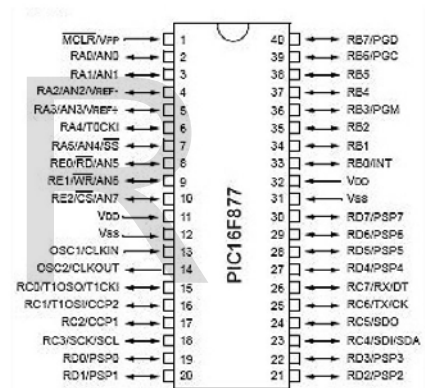 MCLR/VPP 1 40 RB7/PGD
RA0/AN0 2 39 RB6/PGC
RA1/AN1 3 38 RB5
RA2/AN2/VREF- 4 37 RB4
RA3/AN3/VREF+ 5 36 RB3/PGM
RA4/T0CKI 6 35 RB2
RA5/AN4/SS 7 34 RB1
RE0/RD/AN5 8 33 RB0/INT
RE1/WR/AN6 9 32 VDD
RE2/CS/AN7 10 31 VSS
VDD 11 30 RD7/PSP7
VSS 12 29 RD6/PSP6
OSC1/CLKIN 13 28 RD5/PSP5
OSC2/CLKOUT 14 27 RD4/PSP4
RC0/T1OSO/T1CKI 15 26 RC7/RX/DT
RC1/T1OSI/CCP2 16 25 RC6/TX/CK
RC2/CCP1 17 24 RC5/SDO
RC3/SCK/SCL 18 23 RC4/SDI/SDA
RD0/PSP0 19 22 RD3/PSP3
RD1/PSP1 20 21 RD2/PSP2
PIC16F877
R